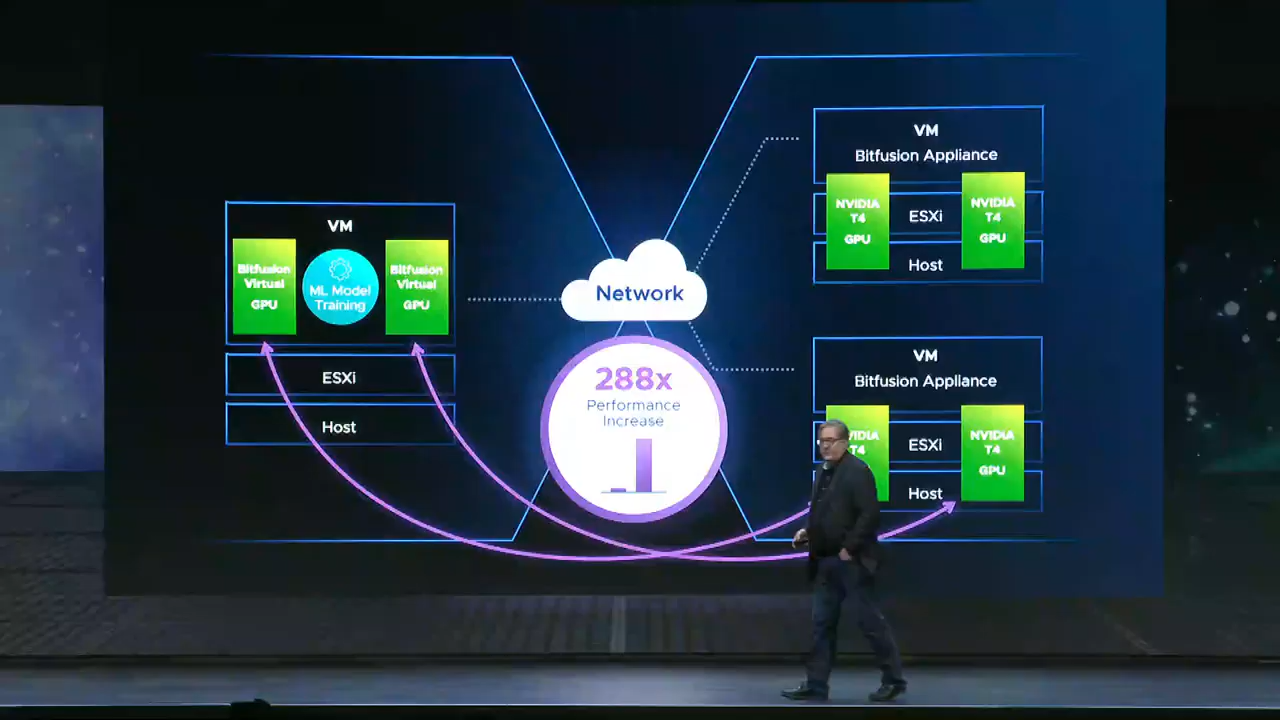 VM
Bitfusion
Virtual
GPU
ML Model
Training
Bitfusion
Virtual
GPU
ESXi
Host
Network
288x
Performance
Increase
VM
Bitfusion Appliance
NVIDIA
T4
GPU
ESXi
Host
NVIDIA
T4
GPU
VM
Bitfusion Appliance
T4
ESXi
Host
NVIDIA
T4
GPU